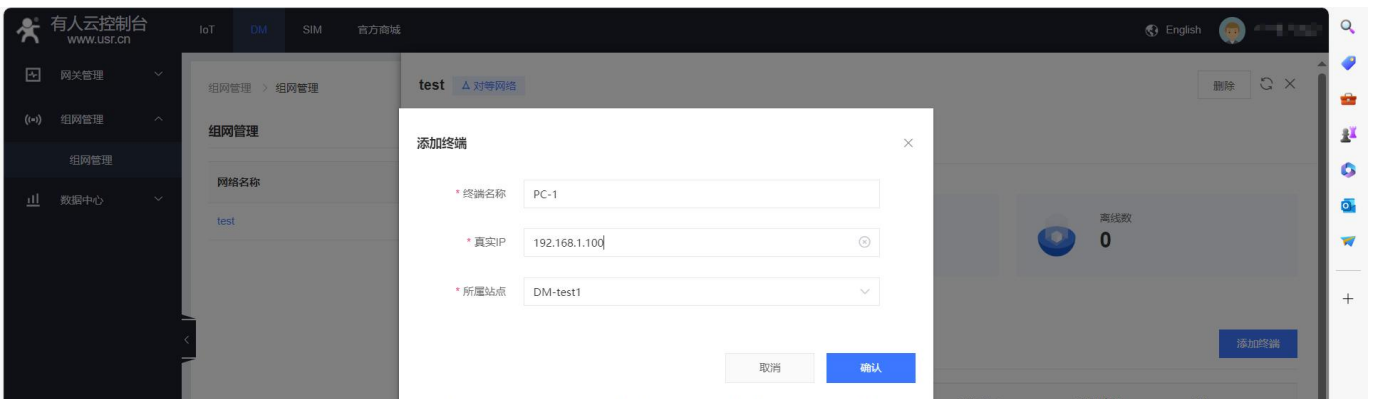 有人云控制台
www.usr.cn
IoT
DM
SIM
官方商城
English
网关管理
组网管理
组网管理
数据中心
组网管理 > 组网管理
组网管理
网络名称
test
test
对等网络
删除
添加终端
* 终端名称
PC-1
* 真实IP
192.168.1.100
* 所属站点
DM-test1
取消
确认
离线数
0
添加终端